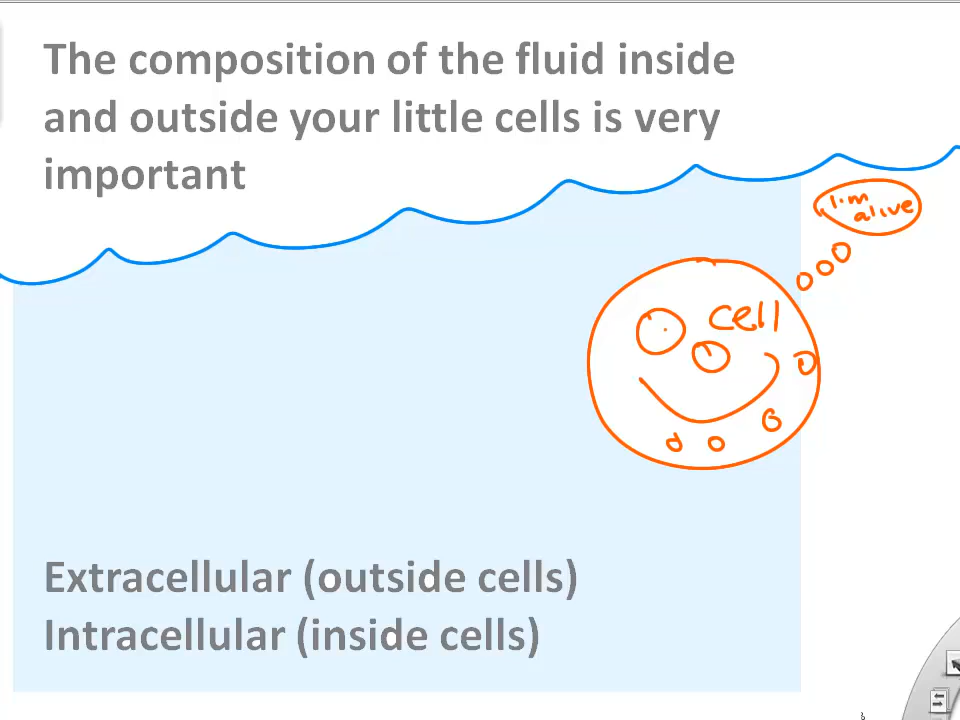 The composition of the fluid inside
and outside your little cells is very
important
I'm
alive
cell
Extracellular (outside cells)
Intracellular (inside cells)